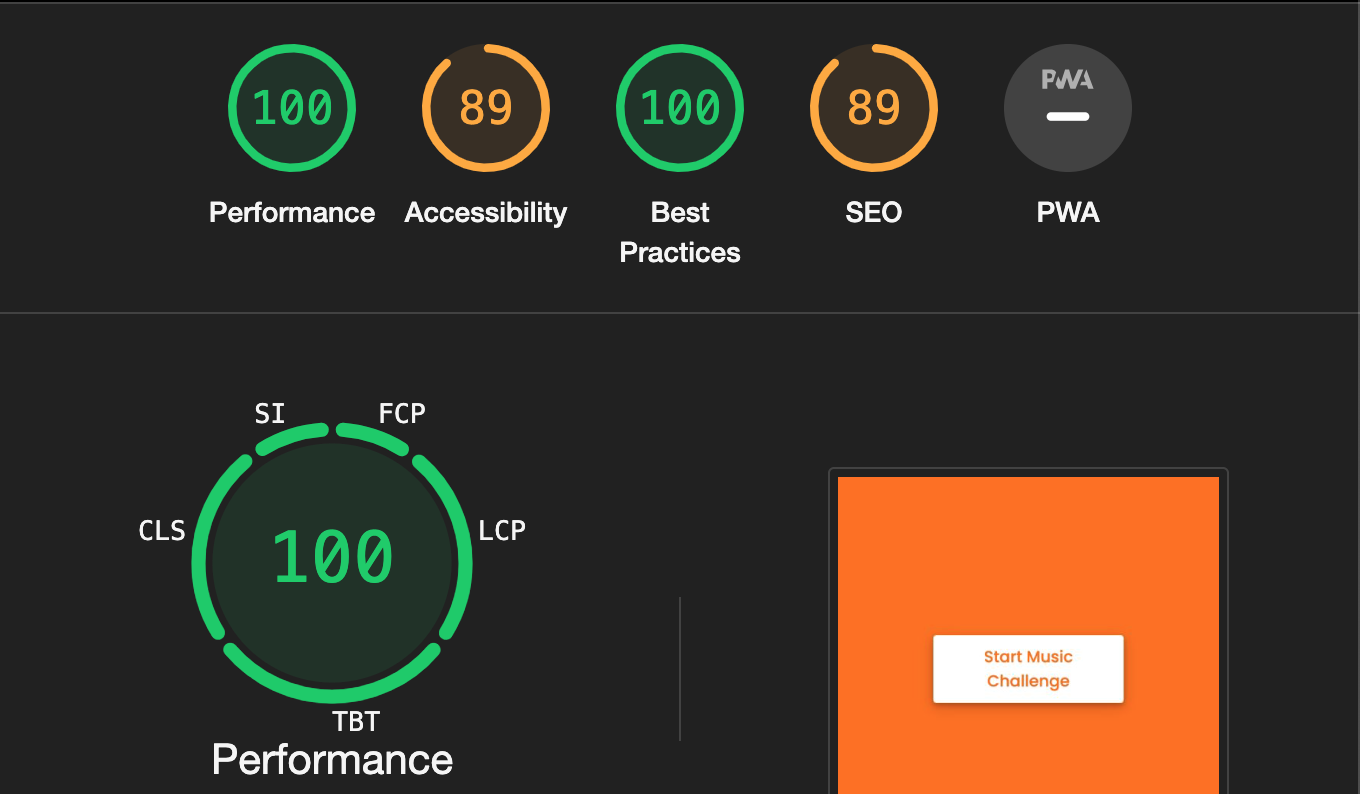 100
89
100
89
PWA
Performance
Accessibility
Best
Practices
SEO
PWA
SI
FCP
CLS
LCP
100
TBT
Performance
Start Music
Challenge